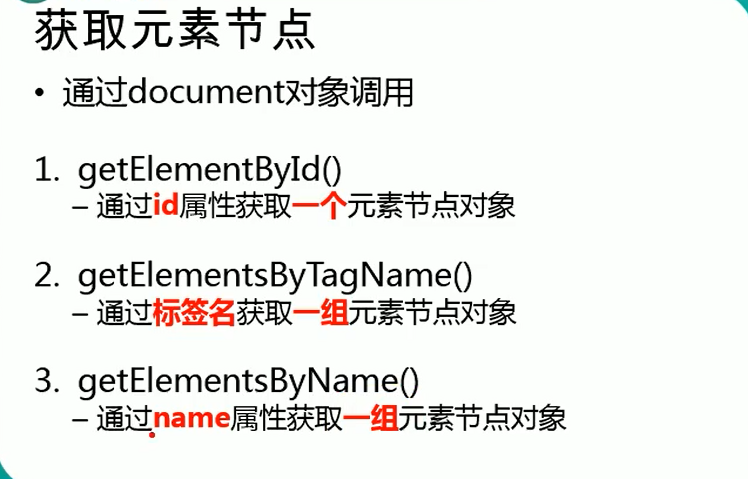 获取元素节点
• 通过document对象调用
1. getElementById()
– 通过id属性获取一个元素节点对象
2. getElementsByTagName()
– 通过标签名获取一组元素节点对象
3. getElementsByName()
– 通过name属性获取一组元素节点对象